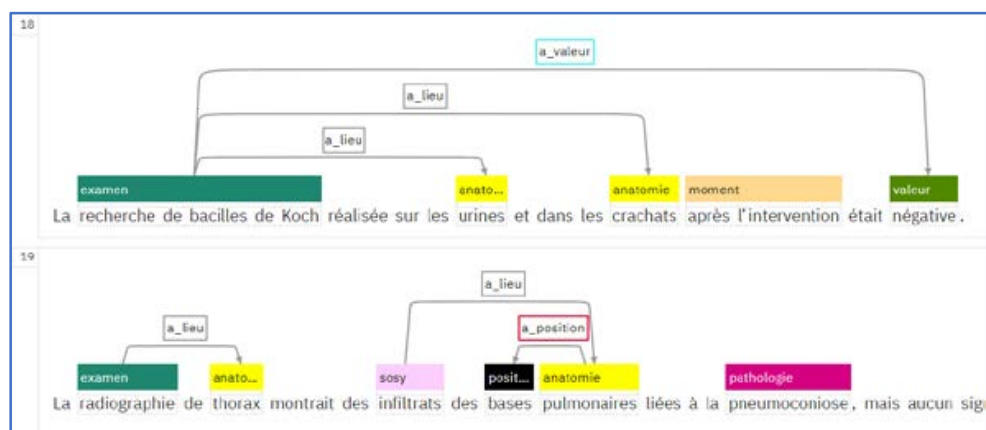 18
a_valeur
a_lieu
a_lieu
examen anato... anatomie moment valeur
La recherche de bacilles de Koch réalisée sur les urines et dans les crachats après l'intervention était négative.
19
a_lieu
a_lieu a_position
examen anato... sosy posit... anatomie pathologie
La radiographie de thorax montrait des infiltrats des bases pulmonaires liées à la pneumoconiose, mais aucun sig